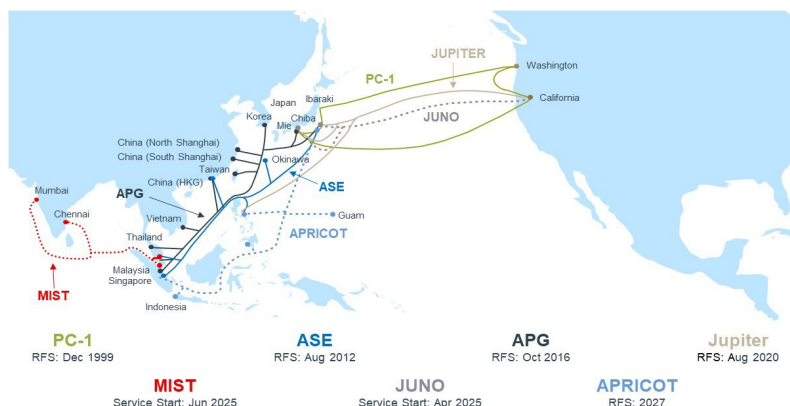 JUPITER
Washington
PC-1
California
Ibaraki
Japan
Chiba
JUNO
Korea
Mie
China (North Shanghai)
China (South Shanghai)
Okinawa
Taiwan
China (HKG)
ASE
Mumbai
APG
Chennai
Vietnam
Guam
APRICOT
Thailand
Malaysia
Singapore
MIST
Indonesia
PC-1
RFS: Dec 1999
ASE
RFS: Aug 2012
APG
RFS: Oct 2016
Jupiter
RFS: Aug 2020
MIST
Service Start: Jun 2025
JUNO
Service Start: Apr 2025
APRICOT
RFS: 2027